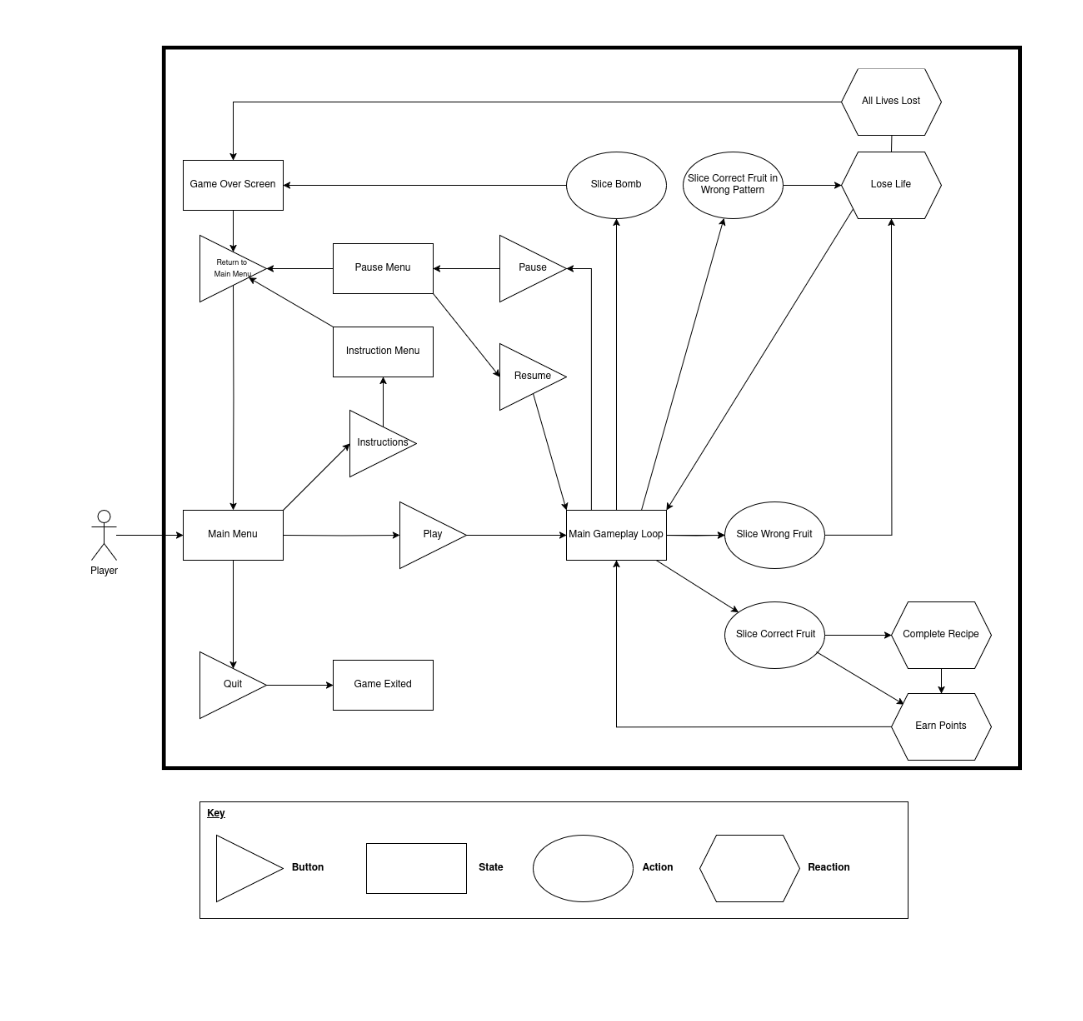 All Lives Lost
Game Over Screen
Slice Bomb
Slice Correct Fruit in
Wrong Pattern
Lose Life
Return to
Main Menu
Pause Menu
Pause
Instruction Menu
Resume
Instructions
Player
Main Menu
Play
Main Gameplay Loop
Slice Wrong Fruit
Slice Correct Fruit
Complete Recipe
Quit
Game Exited
Earn Points
Key
Button
State
Action
Reaction